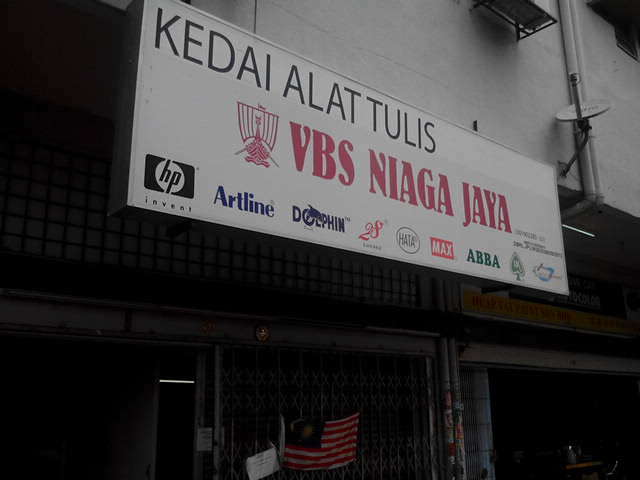 KEDAI ALAT TULIS
VBS NIAGA JAYA
hp
invent
Artline
DOLPHIN
HATA
MAX
ABBA